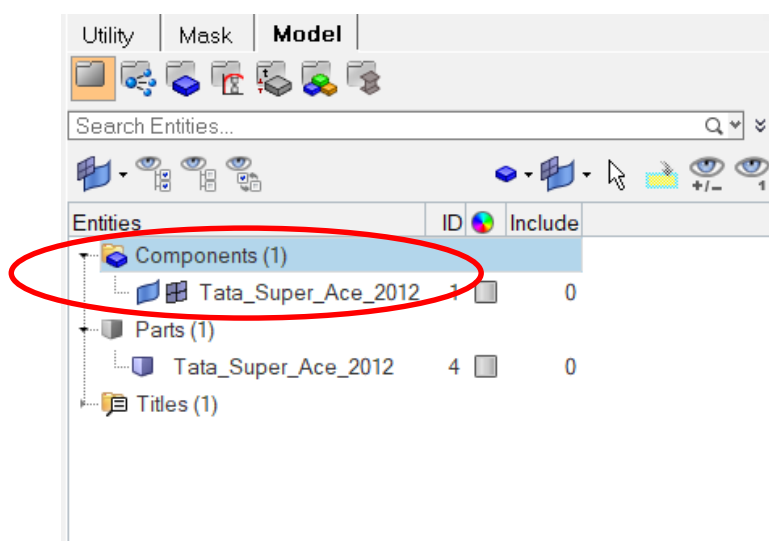 Utility Mask Model
Search Entities...
+/- 1
Entities ID Include
Components (1)
Tata_Super_Ace_2012 1 0
Parts (1)
Tata_Super_Ace_2012 4 0
Titles (1)